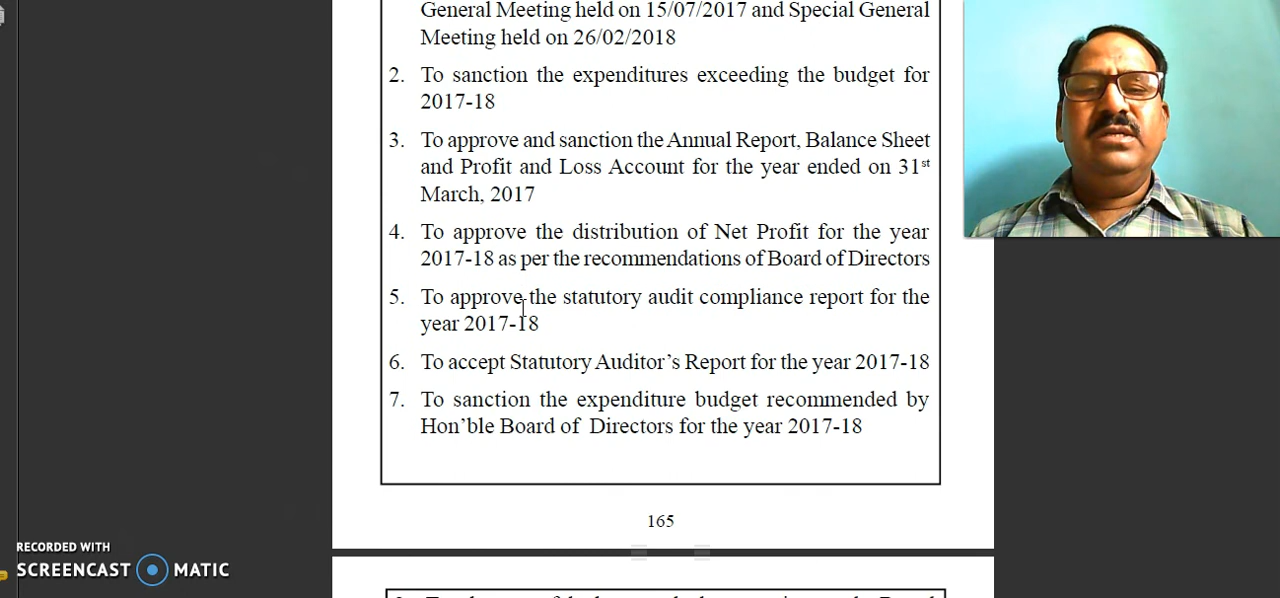 General Meeting held on 15/07/2017 and Special General
Meeting held on 26/02/2018
2. To sanction the expenditures exceeding the budget for
2017-18
3. To approve and sanction the Annual Report, Balance Sheet
and Profit and Loss Account for the year ended on 31st
March, 2017
4. To approve the distribution of Net Profit for the year
2017-18 as per the recommendations of Board of Directors
5. To approve the statutory audit compliance report for the
year 2017-18
6. To accept Statutory Auditor's Report for the year 2017-18
7. To sanction the expenditure budget recommended by
Hon'ble Board of Directors for the year 2017-18
165
RECORDED WITH
SCREENCAST MATIC